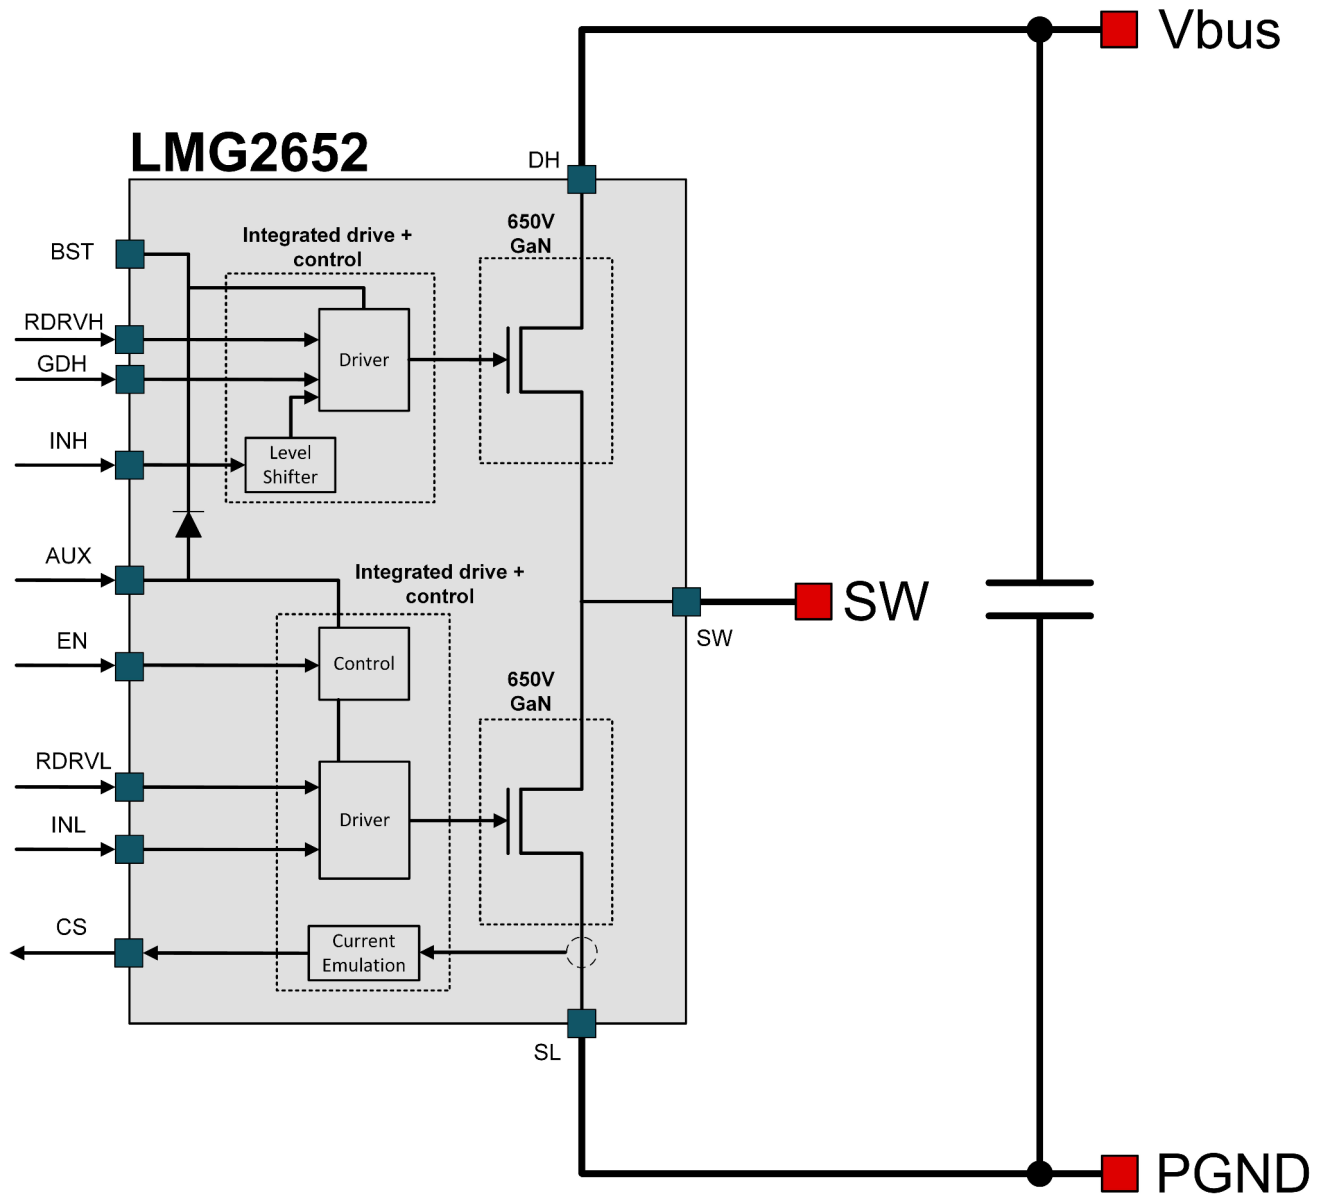 Vbus
LMG2652
DH
650V
GaN
Integrated drive +
control
BST
RDRVH
Driver
GDH
INH
Level
Shifter
AUX
Integrated drive +
control
SW
SW
EN
Control
650V
GaN
RDRVL
INL
Driver
CS
Current
Emulation
SL
PGND